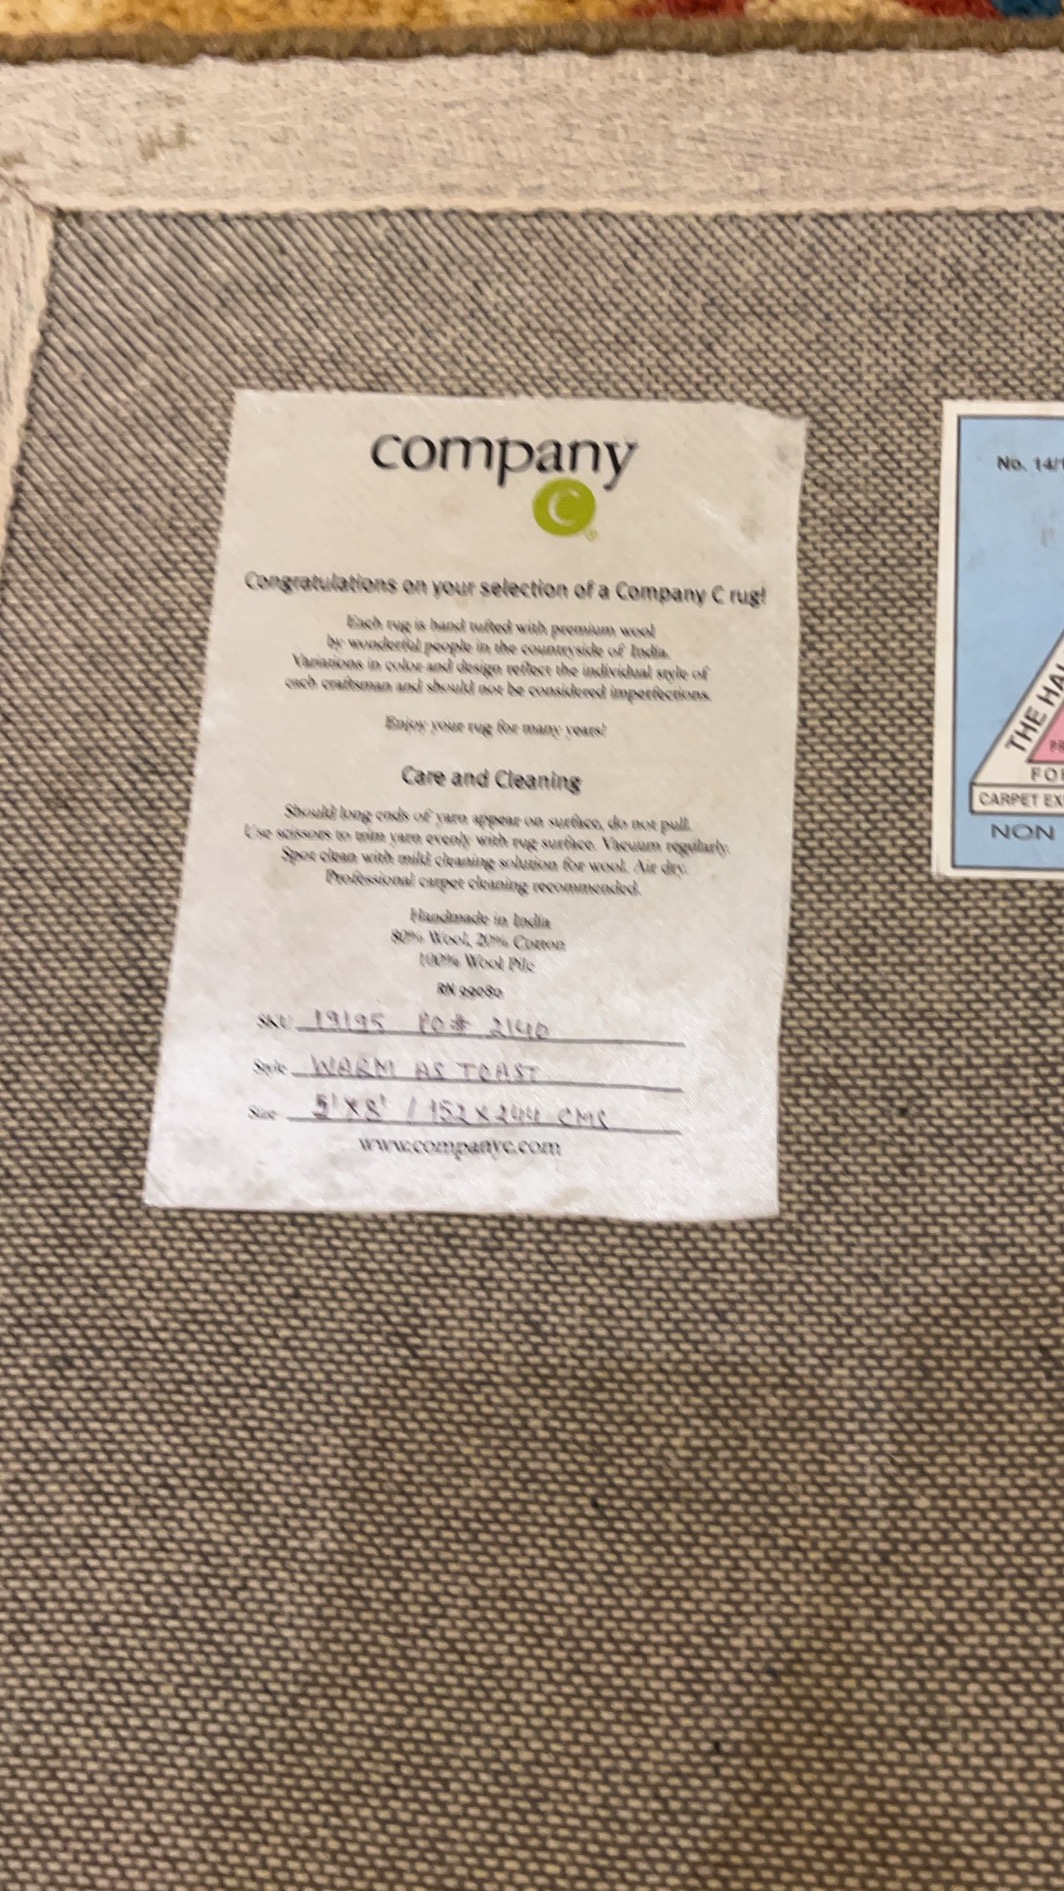 company
C
Congratulations on your selection of a Company C rug!
Each rug is hand tufted with premium wool
by wonderful people in the countryside of India.
Variations in color and design reflect the individual style of
each craftsman and should not be considered imperfections.
Enjoy your rug for many years!
Care and Cleaning
Should long ends of yarn appear on surface, do not pull.
Use scissors to trim yarn evenly with rug surface. Vacuum regularly.
Spot clean with mild cleaning solution for wool. Air dry.
Professional carpet cleaning recommended.
Handmade in India
80% Wool, 20% Cotton
100% Wool Pile
RN 99080
SKU 19195 PO# 2140
Style WARM AS TOAST
Size 5' X 8' / 152 X 244 CMS
www.companyc.com
No. 14/1
THE HA
FO
CARPET EX
NON